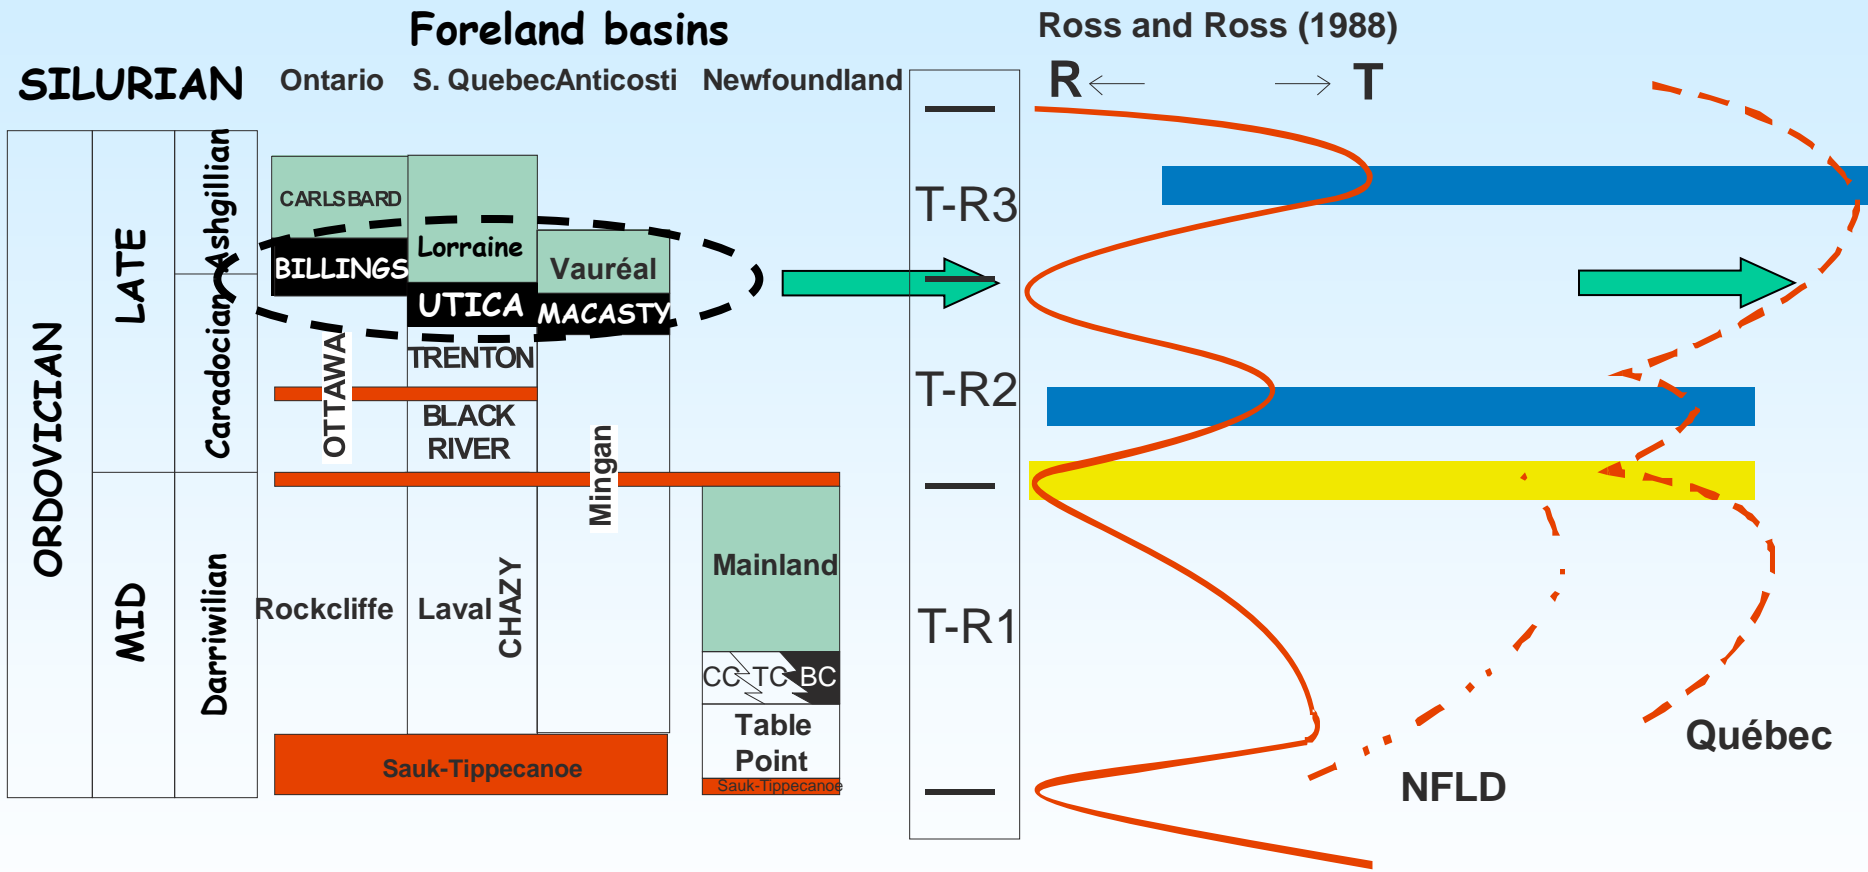 Foreland basins
Ross and Ross (1988)
SILURIAN
Ontario
S. Quebec
Anticosti
Newfoundland
R
T
ORDOVICIAN
LATE
MID
Ashgillian
Caradocian
Darriwilian
CARLSBARD
BILLINGS
OTTAWA
Rockcliffe
Lorraine
UTICA
TRENTON
BLACK
RIVER
Laval
CHAZY
Vauréal
MACASTY
Mingan
Sauk-Tippecanoe
Mainland
CC
TC
BC
Table
Point
Sauk-Tippecanoe
T-R3
T-R2
T-R1
NFLD
Québec